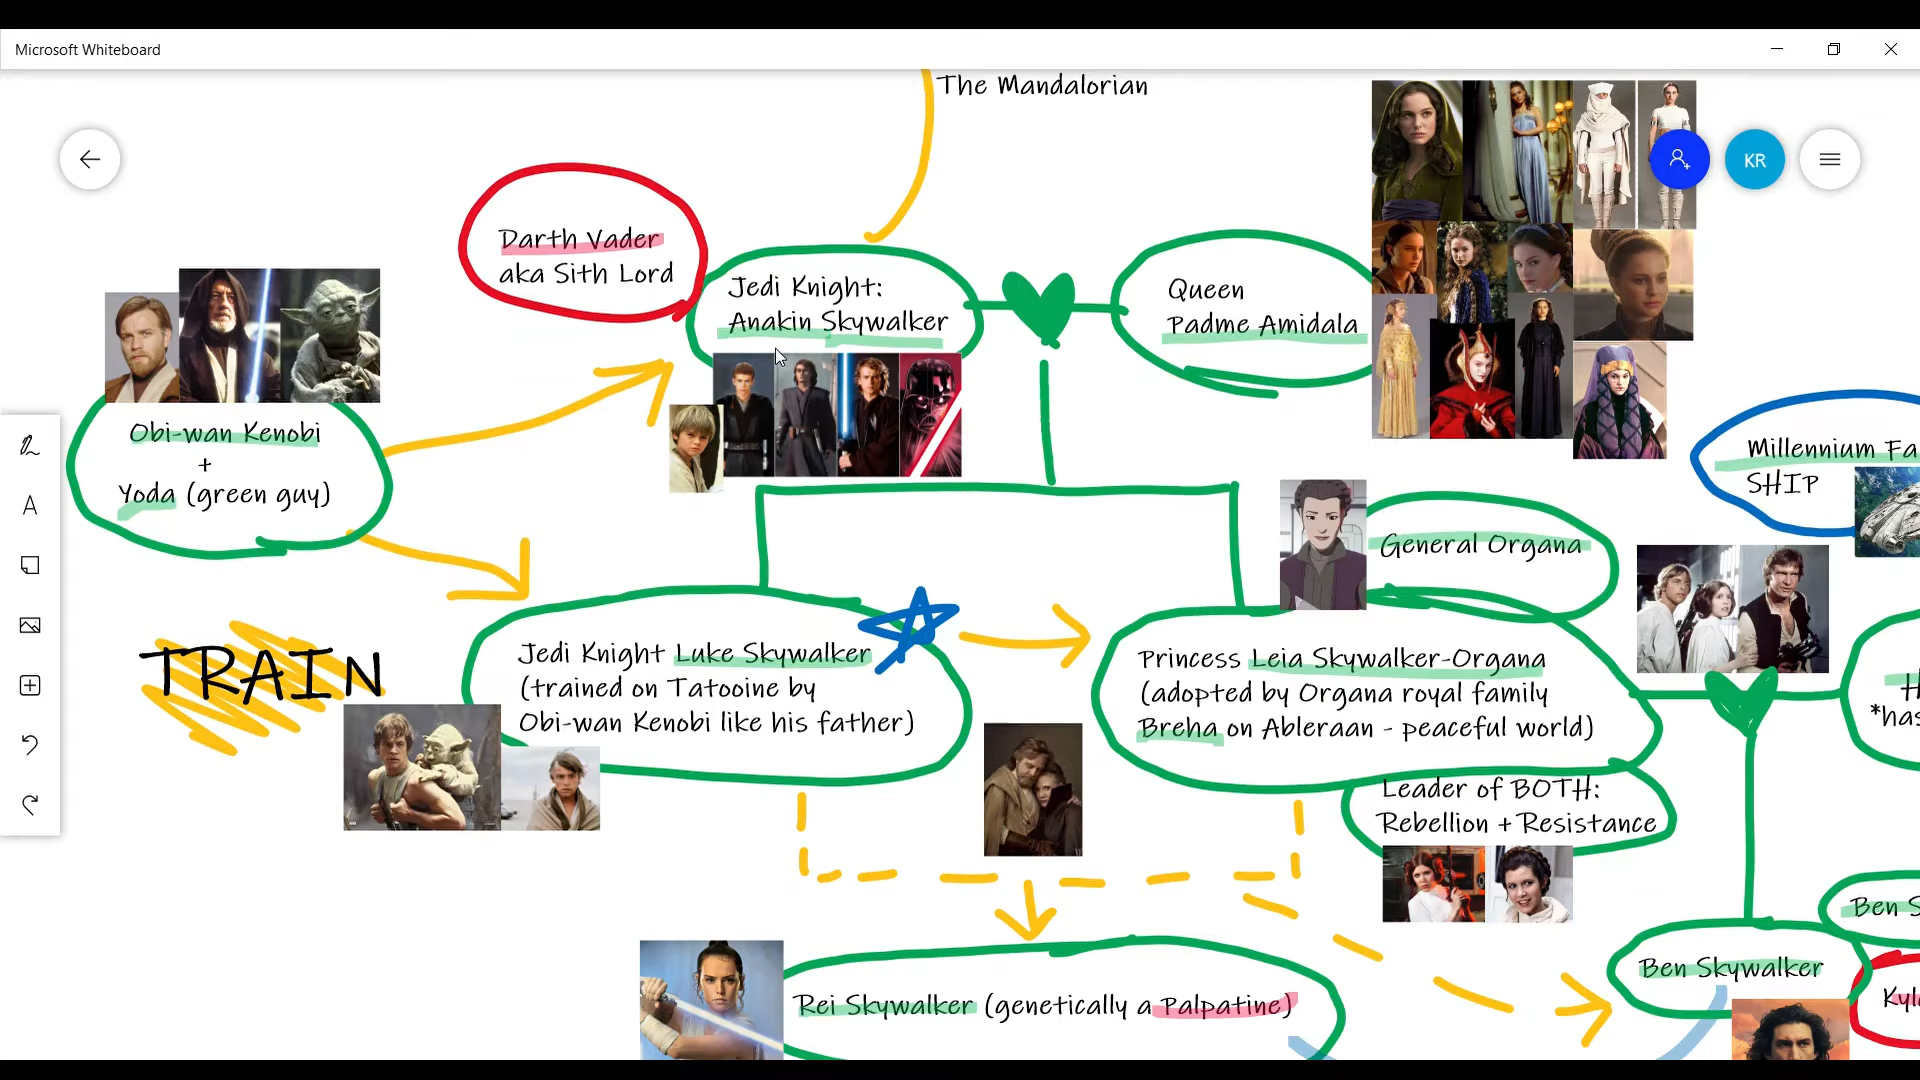 Microsoft Whiteboard
The Mandalorian
KR
Darth Vader
aka Sith Lord
Jedi Knight:
Anakin Skywalker
Queen
Padme Amidala
Obi-wan Kenobi
+
Yoda (green guy)
Millennium Fa
SHIP
General Organa
TRAIN
Jedi Knight Luke Skywalker
(trained on Tatooine by
Obi-wan Kenobi like his father)
Princess Leia Skywalker-Organa
(adopted by Organa royal family
Breha on Ableraan - peaceful world)
H
*has
Leader of BOTH:
Rebellion + Resistance
Ben S
Ben Skywalker
Kylo
Rei Skywalker (genetically a Palpatine)